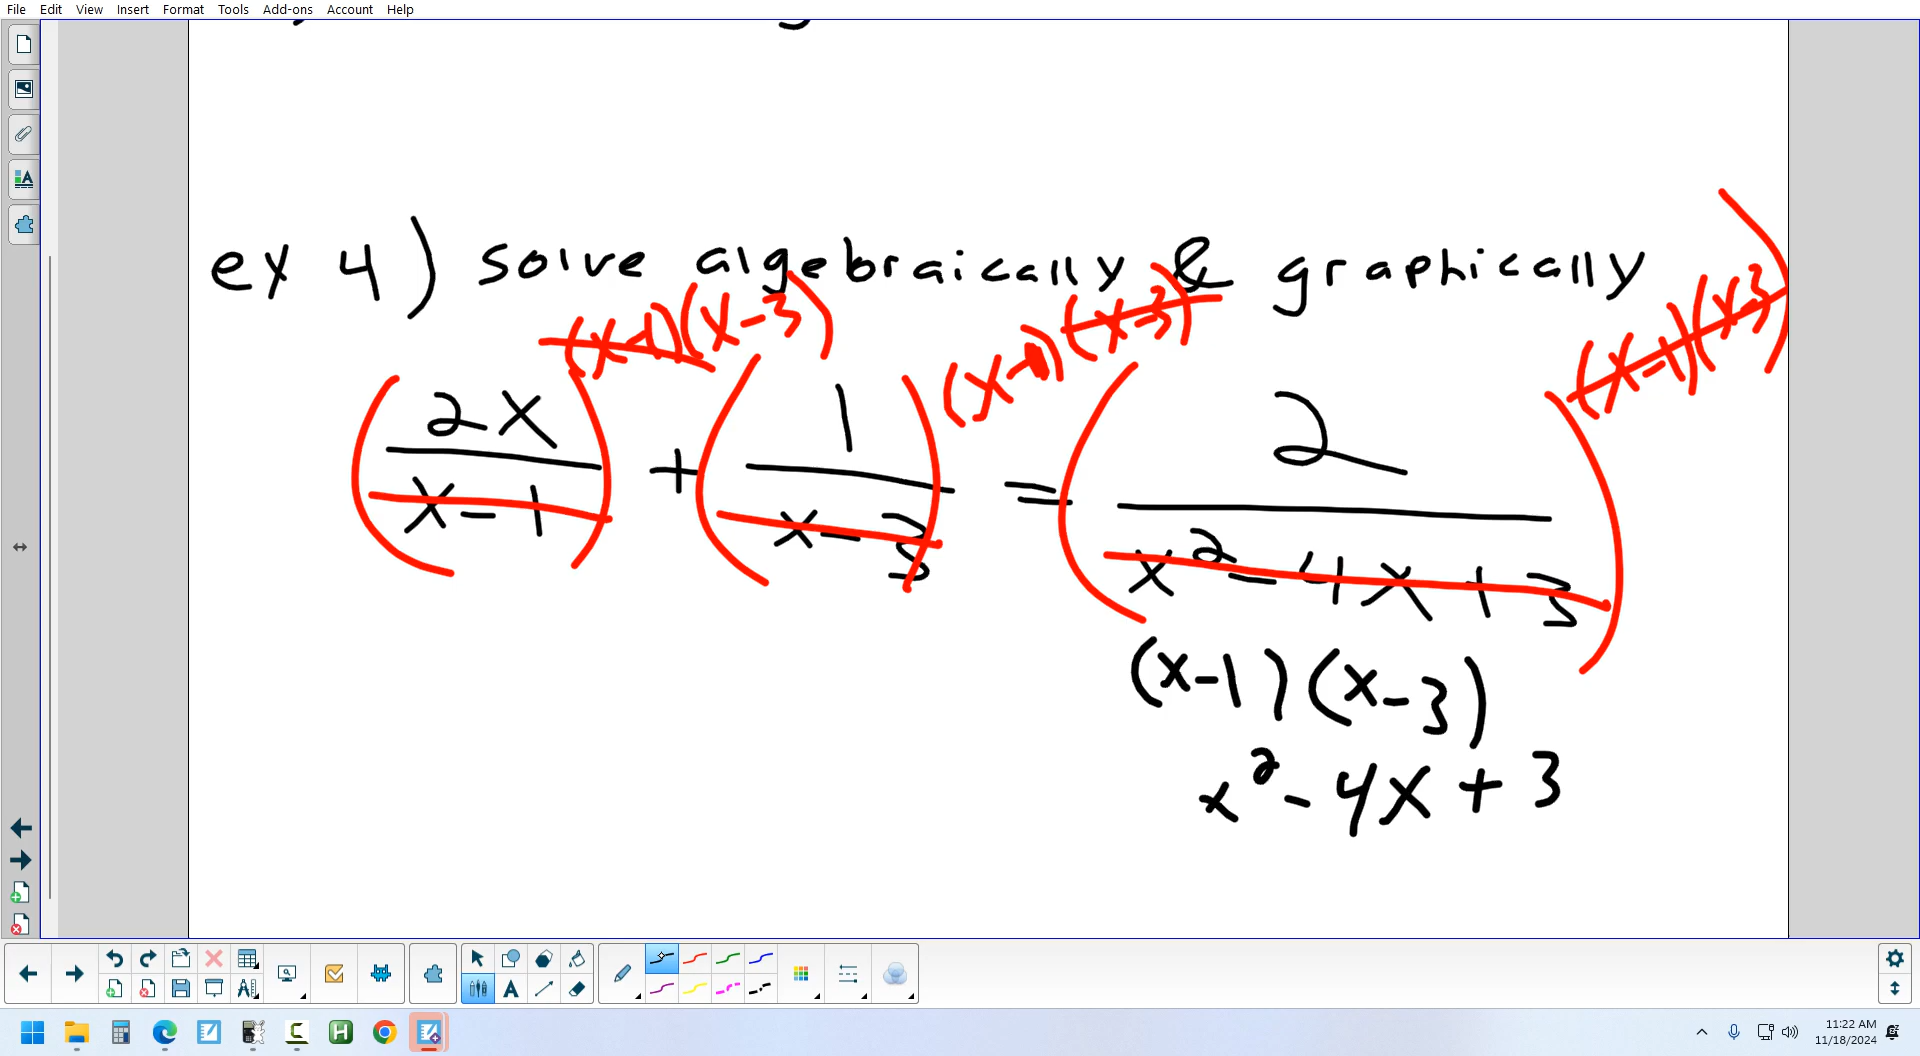 File Edit View Insert Format Tools Add-ons Account Help
ex 4) solve algebraically & graphically
(x-1)(x-3) (x-1)(x-3) (x-1)(x-3)
(2x/(x-1)) + (1/(x-3)) = (2/(x²-4x+3))
(x-1)(x-3)
x²-4x+3
A
11:22 AM
11/18/2024